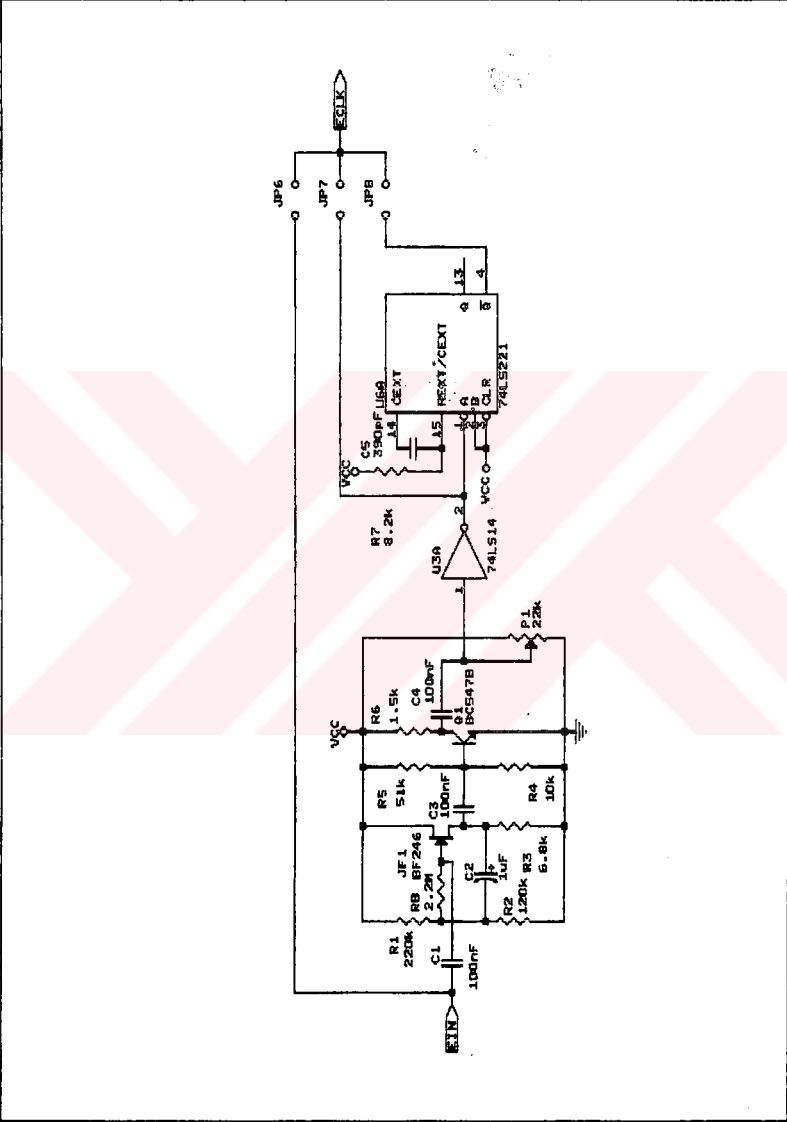 EIN
ECLK
JP6
JP7
JP8
VCC
R1
220k
C1
100nF
R8
2.2M
JF1
BF246
C2
1uF
R2
120k
R3
6.8k
R5
51k
C3
100nF
R4
10k
R6
1.5k
C4
100nF
Q1
BC547B
P1
22k
U3A
1
2
74LS14
R7
8.2k
VCC
C5
390pF
U6A
14
CEXT
15
REXT/CEXT
1
A
2
B
3
CLR
VCC
Q
13
Q
4
74LS221